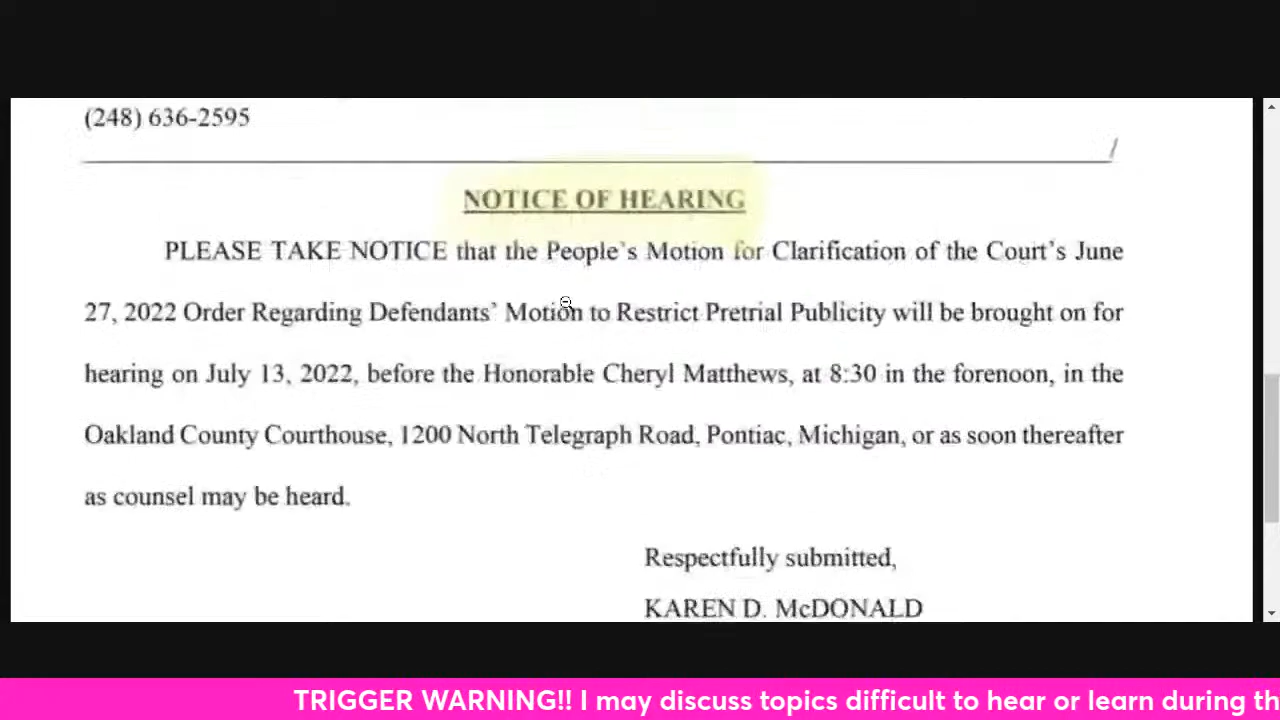 (248) 636-2595
/
NOTICE OF HEARING
PLEASE TAKE NOTICE that the People's Motion for Clarification of the Court's June
27, 2022 Order Regarding Defendants' Motion to Restrict Pretrial Publicity will be brought on for
hearing on July 13, 2022, before the Honorable Cheryl Matthews, at 8:30 in the forenoon, in the
Oakland County Courthouse, 1200 North Telegraph Road, Pontiac, Michigan, or as soon thereafter
as counsel may be heard.
Respectfully submitted,
KAREN D. McDONALD
TRIGGER WARNING!! I may discuss topics difficult to hear or learn during th